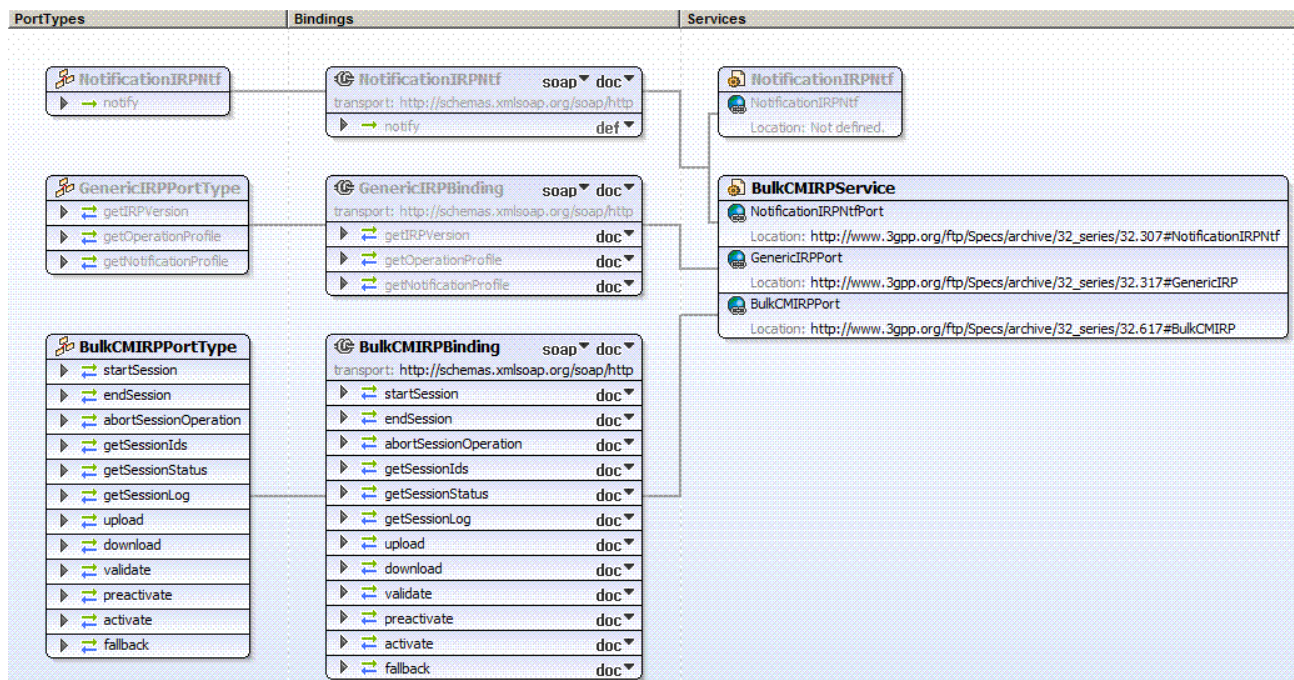 PortTypes
Bindings
Services
NotificationIRPNtf
notify
NotificationIRPNtf soap doc
transport: http://schemas.xmlsoap.org/soap/http
notify def
NotificationIRPNtf
NotificationIRPNtf
Location: Not defined.
GenericIRPPortType
getIRPVersion
getOperationProfile
getNotificationProfile
GenericIRPBinding soap doc
transport: http://schemas.xmlsoap.org/soap/http
getIRPVersion doc
getOperationProfile doc
getNotificationProfile doc
BulkCMIRPService
NotificationIRPNtfPort
Location: http://www.3gpp.org/ftp/Specs/archive/32_series/32.307#NotificationIRPNtf
GenericIRPPort
Location: http://www.3gpp.org/ftp/Specs/archive/32_series/32.317#GenericIRP
BulkCMIRPPort
Location: http://www.3gpp.org/ftp/Specs/archive/32_series/32.617#BulkCMIRP
BulkCMIRPPortType
startSession
endSession
abortSessionOperation
getSessionIds
getSessionStatus
getSessionLog
upload
download
validate
preactivate
activate
fallback
BulkCMIRPBinding soap doc
transport: http://schemas.xmlsoap.org/soap/http
startSession doc
endSession doc
abortSessionOperation doc
getSessionIds doc
getSessionStatus doc
getSessionLog doc
upload doc
download doc
validate doc
preactivate doc
activate doc
fallback doc